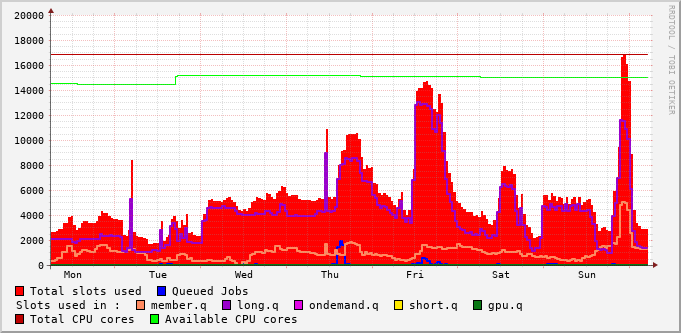 20000
18000
16000
14000
12000
10000
8000
6000
4000
2000
0
Mon Tue Wed Thu Fri Sat Sun
Total slots used Queued Jobs
Slots used in : member.q long.q ondemand.q short.q gpu.q
Total CPU cores Available CPU cores
RRDTOOL / TOBI OETIKER